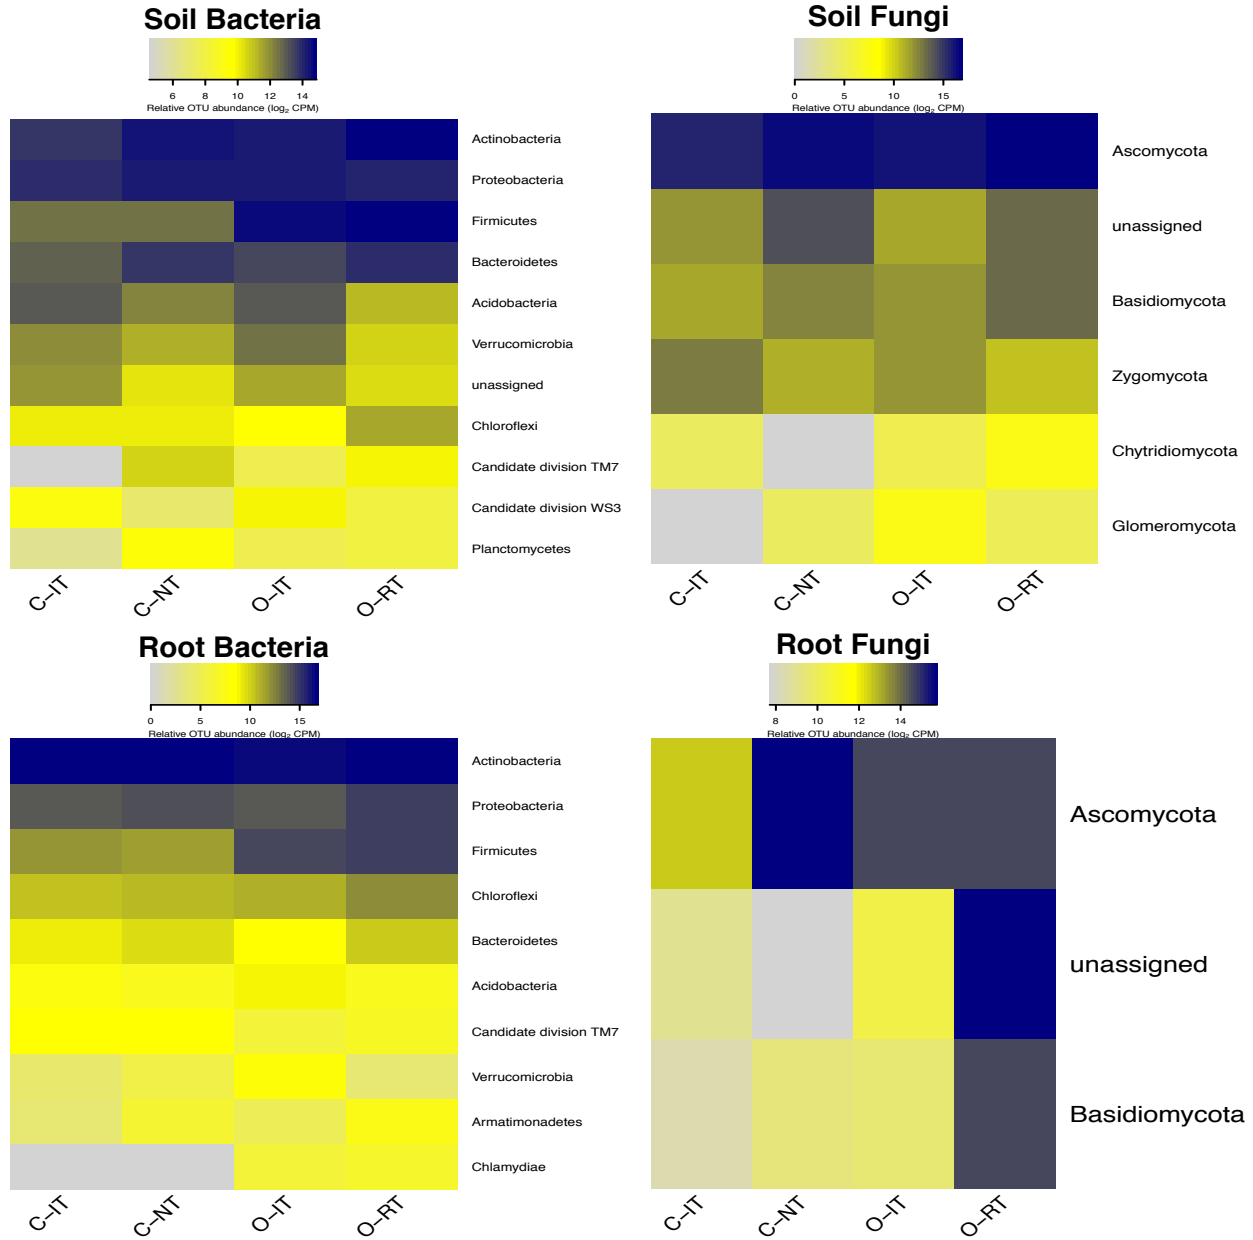 Soil Bacteria
6 8 10 12 14
Relative OTU abundance (log₂ CPM)
Actinobacteria
Proteobacteria
Firmicutes
Bacteroidetes
Acidobacteria
Verrucomicrobia
unassigned
Chloroflexi
Candidate division TM7
Candidate division WS3
Planctomycetes
C–IT C–NT O–IT O–RT
Soil Fungi
0 5 10 15
Relative OTU abundance (log₂ CPM)
Ascomycota
unassigned
Basidiomycota
Zygomycota
Chytridiomycota
Glomeromycota
C–IT C–NT O–IT O–RT
Root Bacteria
0 5 10 15
Relative OTU abundance (log₂ CPM)
Actinobacteria
Proteobacteria
Firmicutes
Chloroflexi
Bacteroidetes
Acidobacteria
Candidate division TM7
Verrucomicrobia
Armatimonadetes
Chlamydiae
C–IT C–NT O–IT O–RT
Root Fungi
8 10 12 14
Relative OTU abundance (log₂ CPM)
Ascomycota
unassigned
Basidiomycota
C–IT C–NT O–IT O–RT